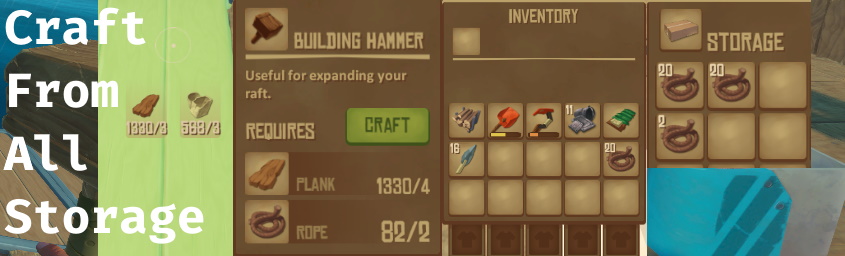 Craft
From
All
Storage
1330/3
583/3
BUILDING HAMMER
Useful for expanding your
raft.
REQUIRES
CRAFT
PLANK
1330/4
ROPE
82/2
INVENTORY
11
16
20
STORAGE
20
20
2